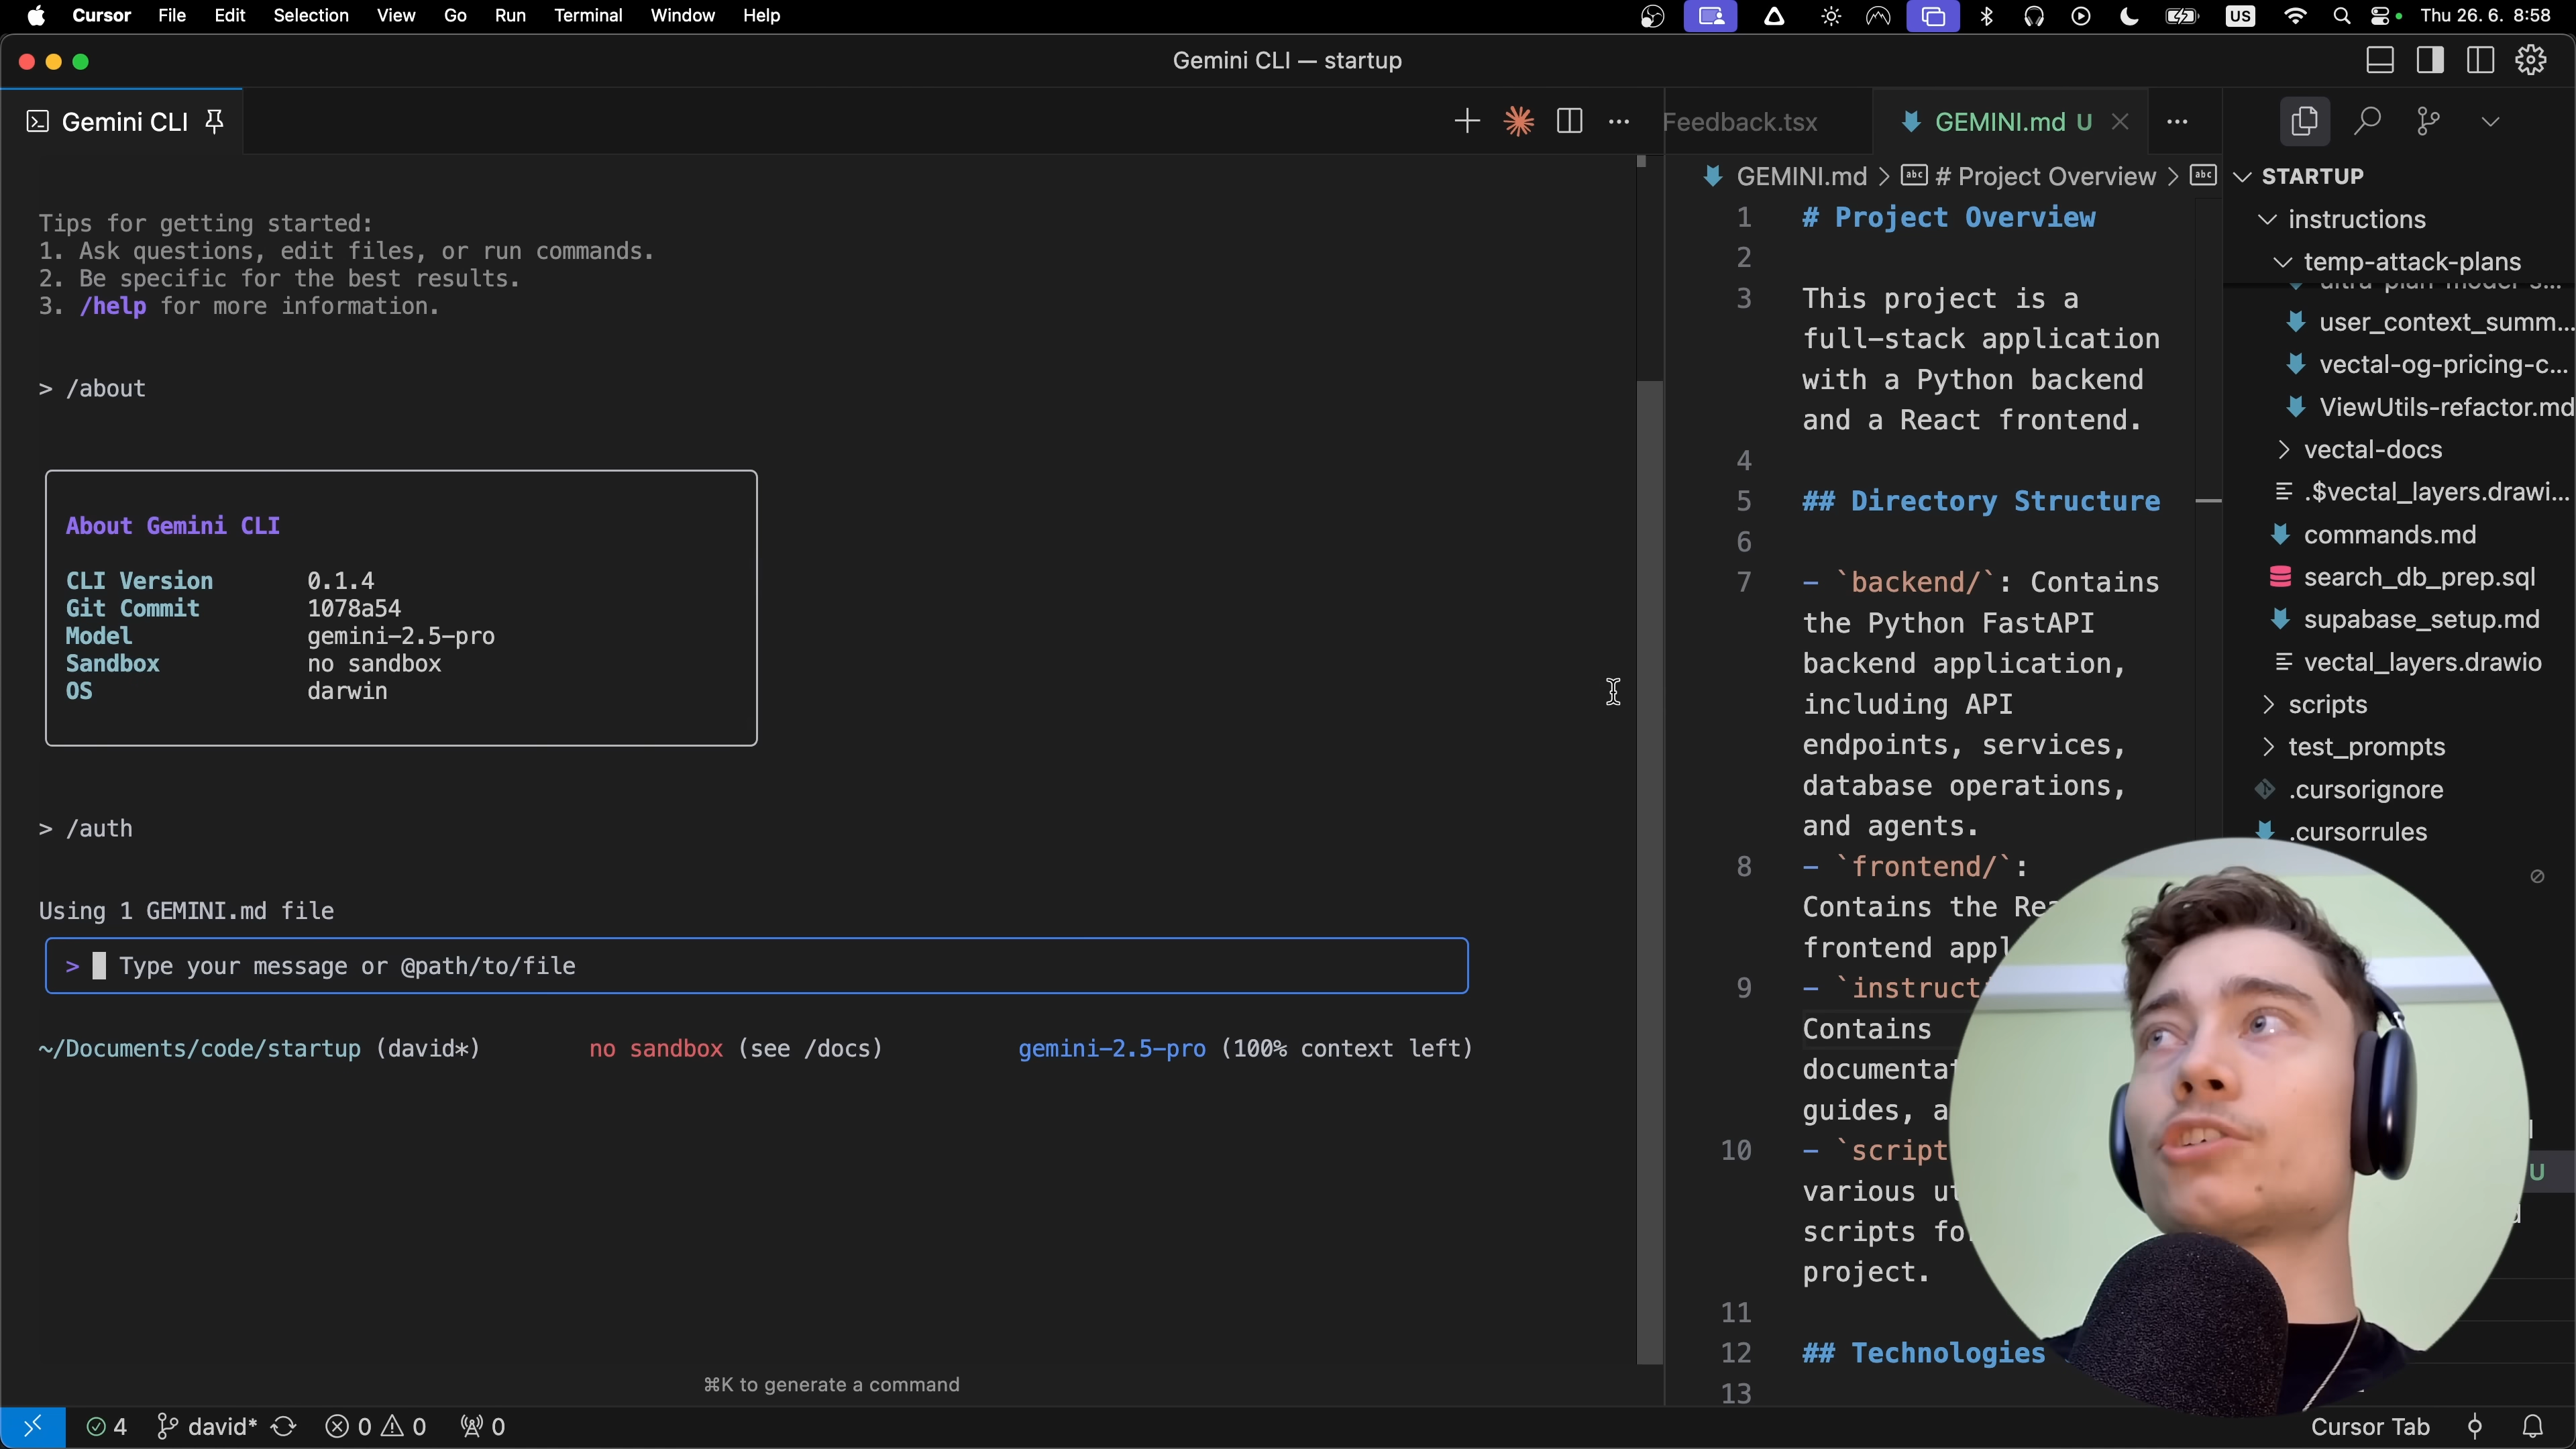 Cursor File Edit Selection View Go Run Terminal Window Help US Thu 26. 6. 8:58
Gemini CLI — startup
Gemini CLI
Tips for getting started:
1. Ask questions, edit files, or run commands.
2. Be specific for the best results.
3. /help for more information.
> /about
About Gemini CLI
CLI Version 0.1.4
Git Commit 1078a54
Model gemini-2.5-pro
Sandbox no sandbox
OS darwin
> /auth
Using 1 GEMINI.md file
> Type your message or @path/to/file
~/Documents/code/startup (david*) no sandbox (see /docs) gemini-2.5-pro (100% context left)
⌘K to generate a command
Feedback.tsx GEMINI.md U
GEMINI.md > # Project Overview >
1 # Project Overview
2
3 This project is a
full-stack application
with a Python backend
and a React frontend.
4
5 ## Directory Structure
6
7 - `backend/`: Contains
the Python FastAPI
backend application,
including API
endpoints, services,
database operations,
and agents.
8 - `frontend/`:
Contains the
frontend
9 -
Contains
guides,
10 -
various
scripts
project.
11
12 ## Technologies
13
STARTUP
instructions
temp-attack-plans
user_context_summ...
vectal-og-pricing-c...
ViewUtils-refactor.md
vectal-docs
.$vectal_layers.drawi...
commands.md
search_db_prep.sql
supabase_setup.md
vectal_layers.drawio
scripts
test_prompts
.cursorignore
.cursorrules
U
4 david* 0 0 0 Cursor Tab